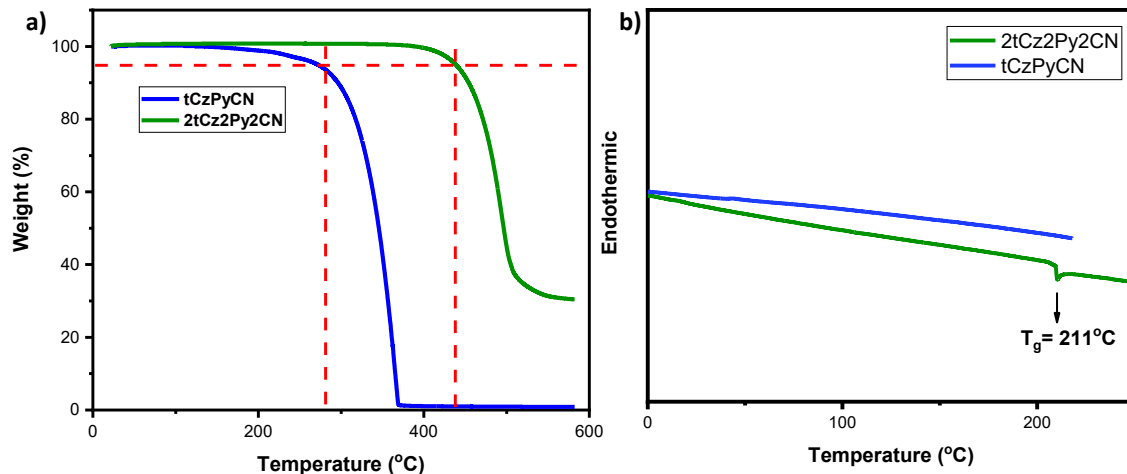 a)
100
80
60
40
20
0
0
200
400
600
Weight (%)
Temperature (°C)
tCzPyCN
2tCz2Py2CN
b)
2tCz2Py2CN
tCzPyCN
Endothermic
Tg= 211°C
0
100
200
Temperature (°C)